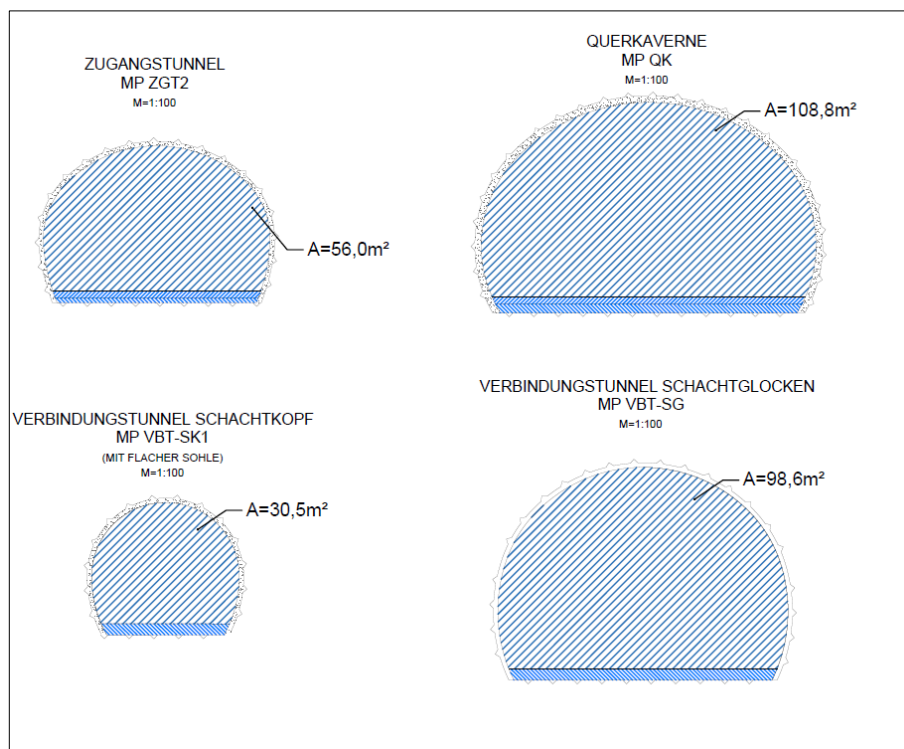 ZUGANGSTUNNEL
MP ZGT2
M=1:100
A=56,0m²
QUERKAVERNE
MP QK
M=1:100
A=108,8m²
VERBINDUNGSTUNNEL SCHACHTKOPF
MP VBT-SK1
(MIT FLACHER SOHLE)
M=1:100
A=30,5m²
VERBINDUNGSTUNNEL SCHACHTGLOCKEN
MP VBT-SG
M=1:100
A=98,6m²